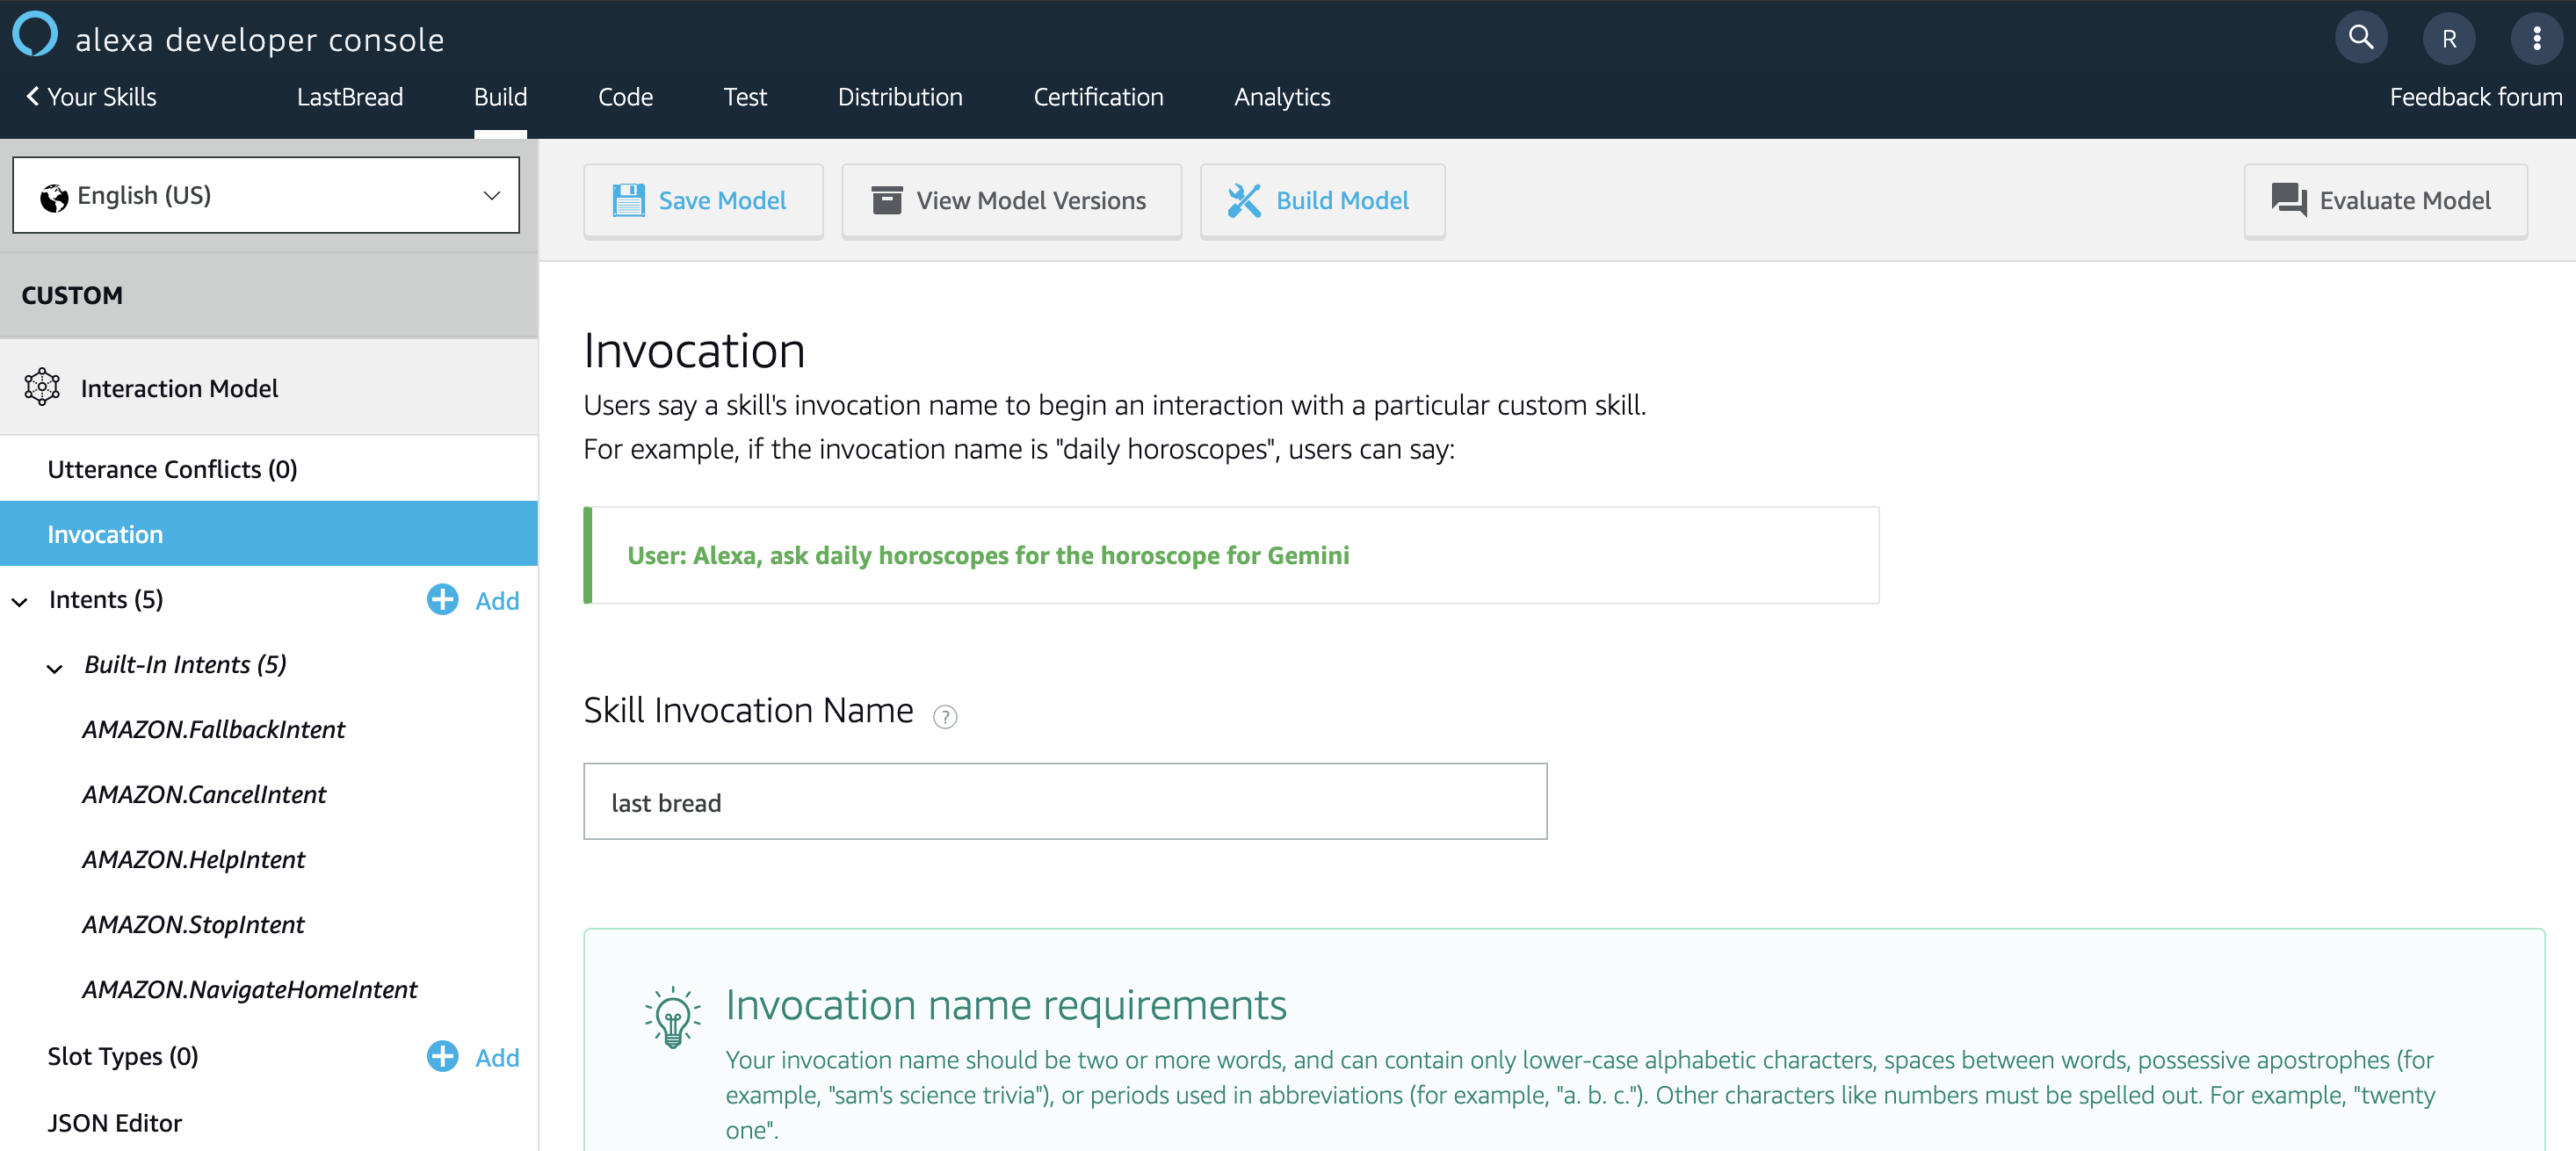 alexa developer console
R
Your Skills
LastBread
Build
Code
Test
Distribution
Certification
Analytics
Feedback forum
English (US)
Save Model
View Model Versions
Build Model
Evaluate Model
CUSTOM
Interaction Model
Utterance Conflicts (0)
Invocation
Intents (5)
Add
Built-In Intents (5)
AMAZON.FallbackIntent
AMAZON.CancelIntent
AMAZON.HelpIntent
AMAZON.StopIntent
AMAZON.NavigateHomeIntent
Slot Types (0)
Add
JSON Editor
Invocation
Users say a skill's invocation name to begin an interaction with a particular custom skill.
For example, if the invocation name is "daily horoscopes", users can say:
User: Alexa, ask daily horoscopes for the horoscope for Gemini
Skill Invocation Name ?
last bread
Invocation name requirements
Your invocation name should be two or more words, and can contain only lower-case alphabetic characters, spaces between words, possessive apostrophes (for
example, "sam's science trivia"), or periods used in abbreviations (for example, "a. b. c."). Other characters like numbers must be spelled out. For example, "twenty
one".